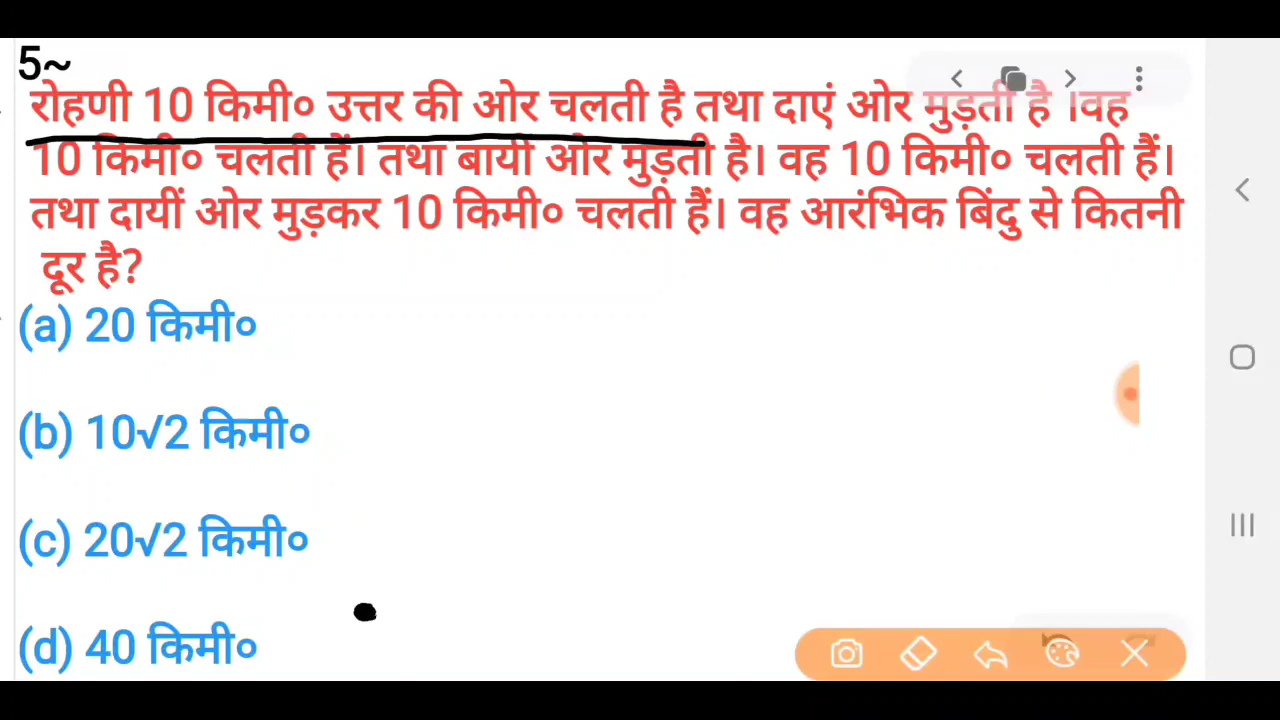 5~
रोहणी 10 किमी० उत्तर की ओर चलती है तथा दाएं ओर मुड़ती है ।वह
10 किमी० चलती हैं। तथा बायी ओर मुड़ती है। वह 10 किमी० चलती हैं।
तथा दायीं ओर मुड़कर 10 किमी० चलती हैं। वह आरंभिक बिंदु से कितनी
दूर है?
(a) 20 किमी०
(b) 10√2 किमी०
(c) 20√2 किमी०
(d) 40 किमी०